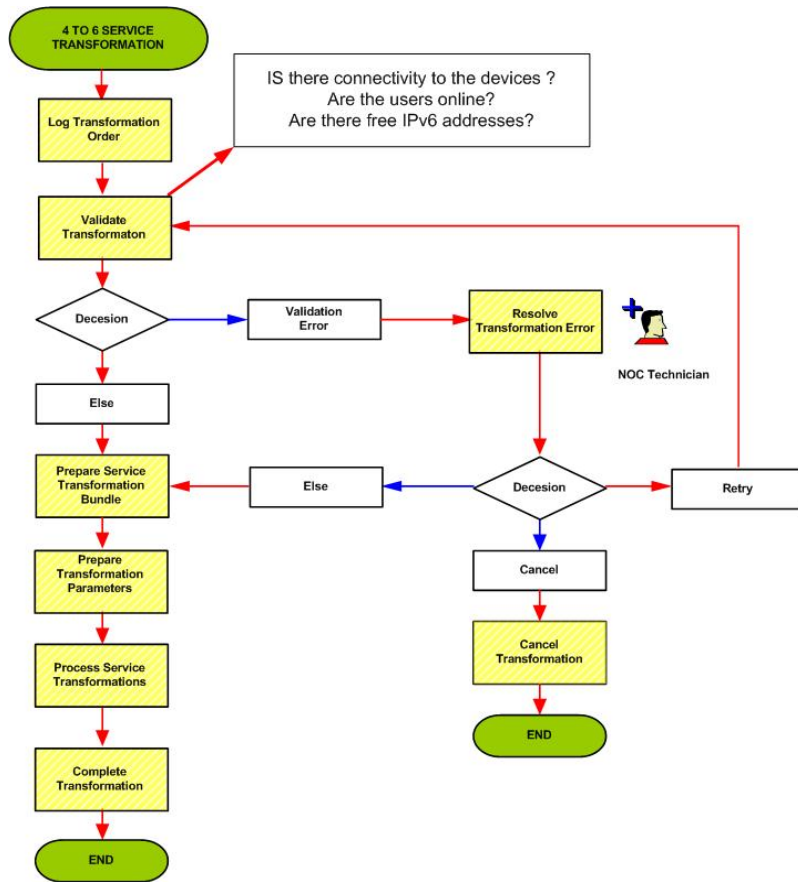 4 TO 6 SERVICE
TRANSFORMATION
IS there connectivity to the devices ?
Are the users online?
Are there free IPv6 addresses?
Log Transformation
Order
Validate
Transformaton
Decesion
Validation
Error
Resolve
Transformation Error
NOC Technician
Else
Prepare Service
Transformation
Bundle
Else
Decesion
Retry
Prepare
Transformation
Parameters
Cancel
Process Service
Transformations
Cancel
Transformation
END
Complete
Transformation
END